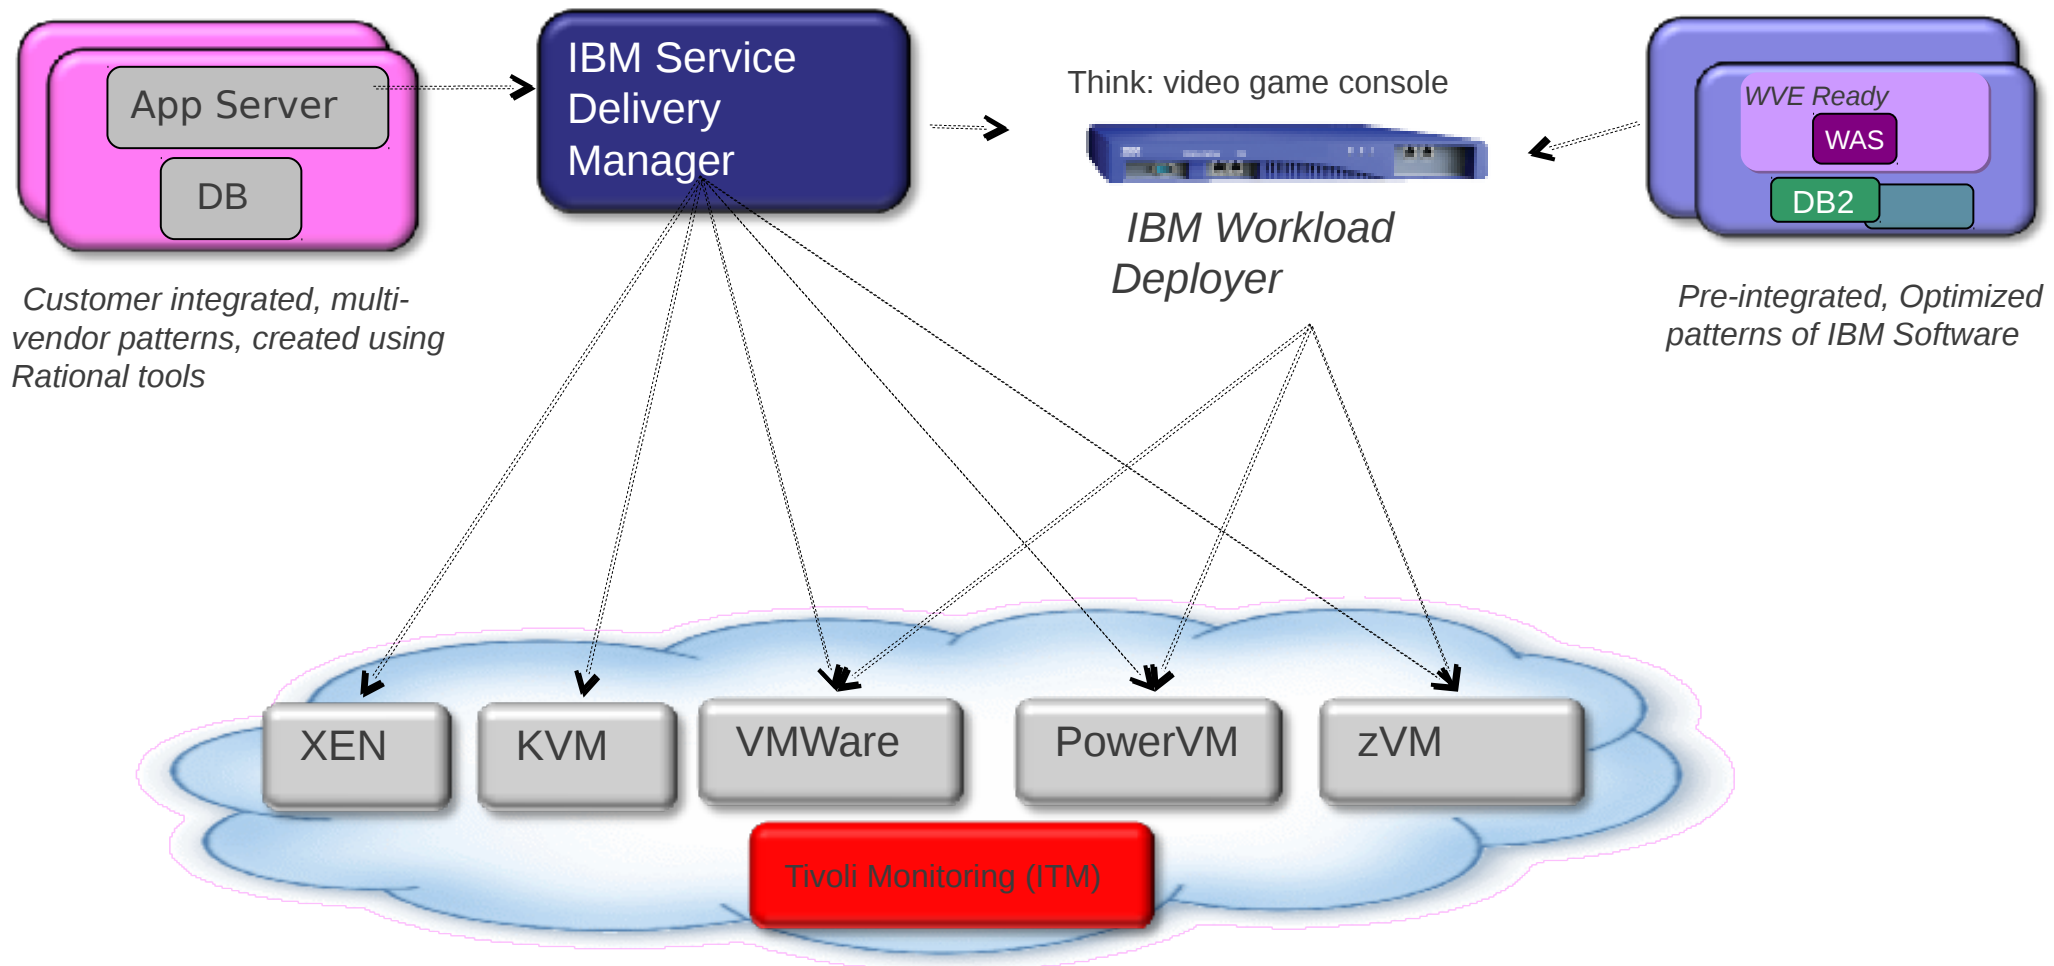 App Server
DB
Customer integrated, multi-
vendor patterns, created using
Rational tools
IBM Service
Delivery
Manager
Think: video game console
IBM Workload
Deployer
WVE Ready
WAS
DB2
Pre-integrated, Optimized
patterns of IBM Software
XEN
KVM
VMWare
PowerVM
zVM
Tivoli Monitoring (ITM)